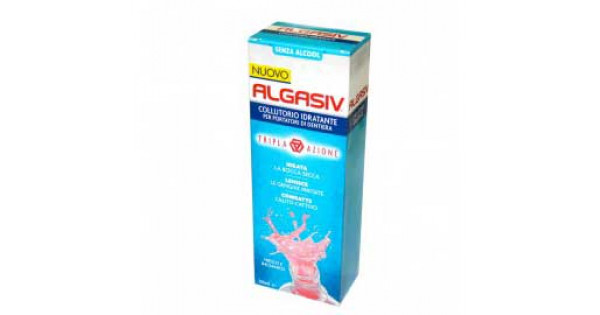 SENZA ALCOOL
NUOVO
ALGASIV
COLLUTORIO IDRATANTE
PER PORTATORI DI DENTIERA
TRIPLA AZIONE
IDRATA
LA BOCCA SECCA
LENISCE
LE GENGIVE IRRITATE
COMBATTE
L'ALITO CATTIVO